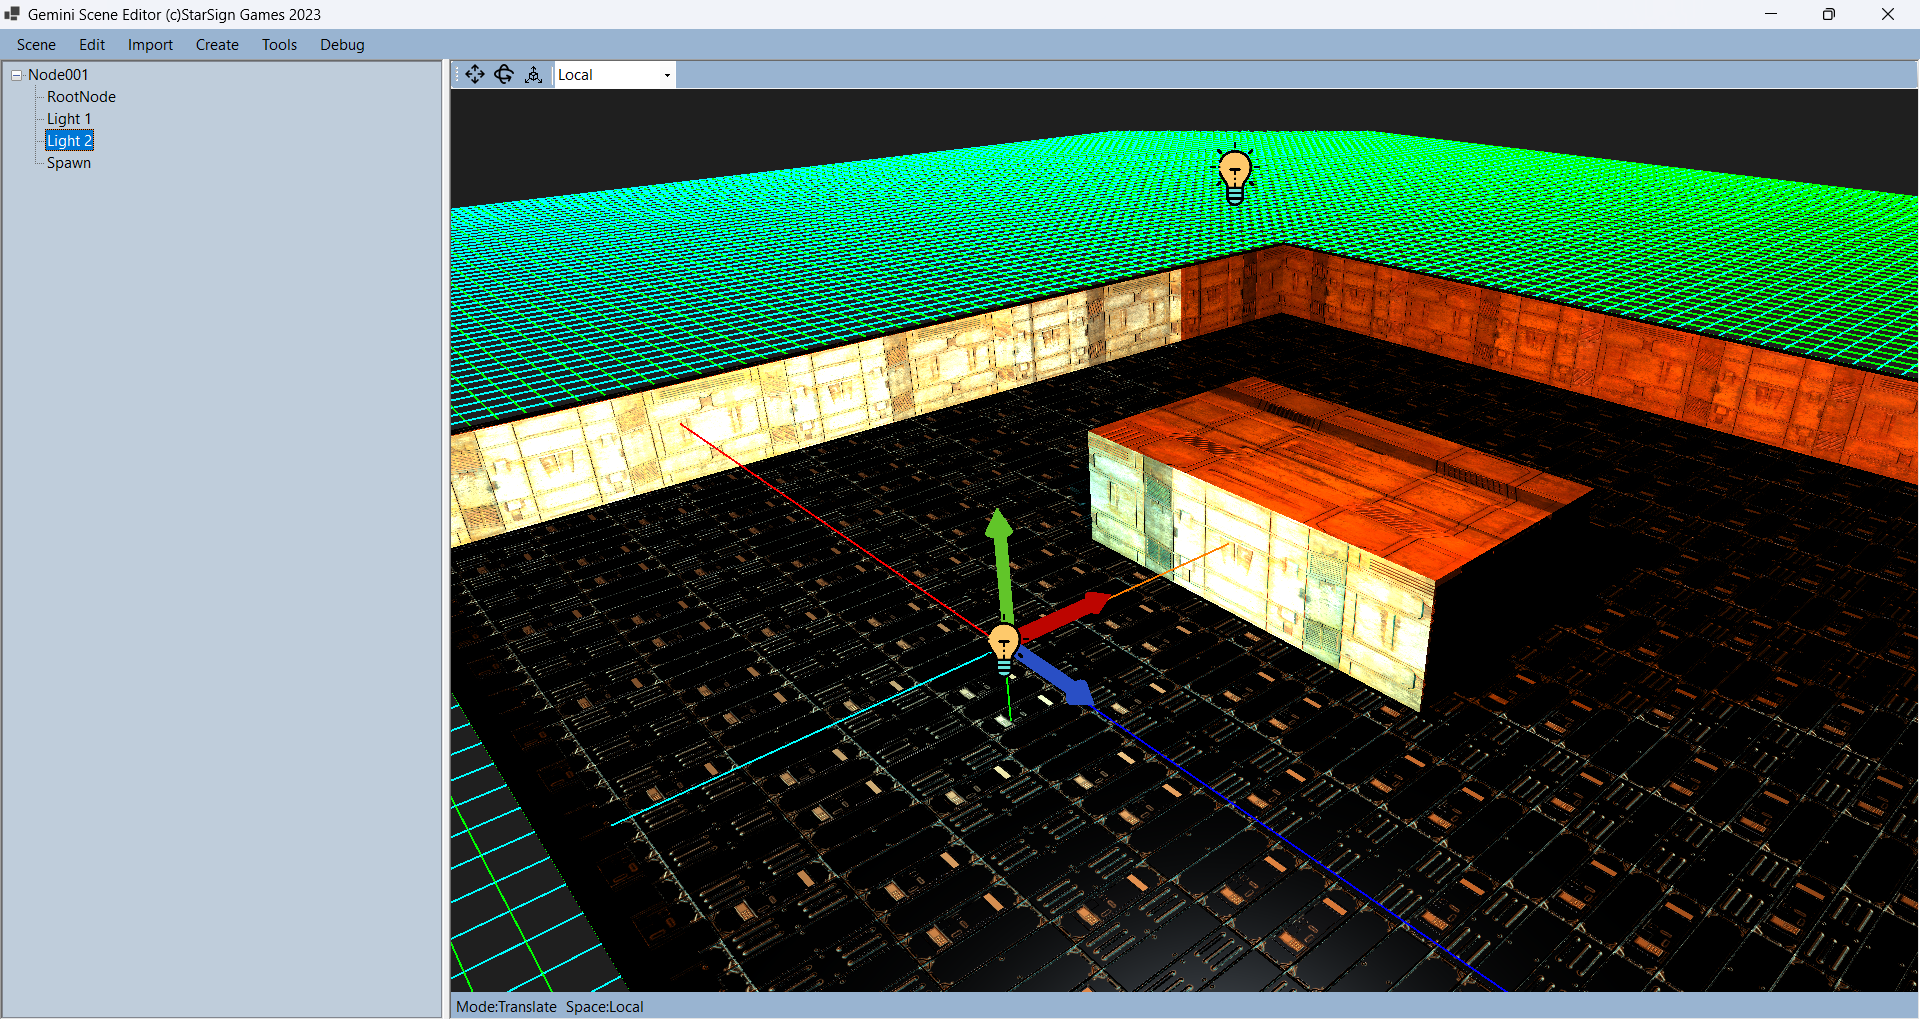 Gemini Scene Editor (c)StarSign Games 2023
Scene Edit Import Create Tools Debug
Node001
RootNode
Light 1
Light 2
Spawn
Local
Mode:Translate Space:Local